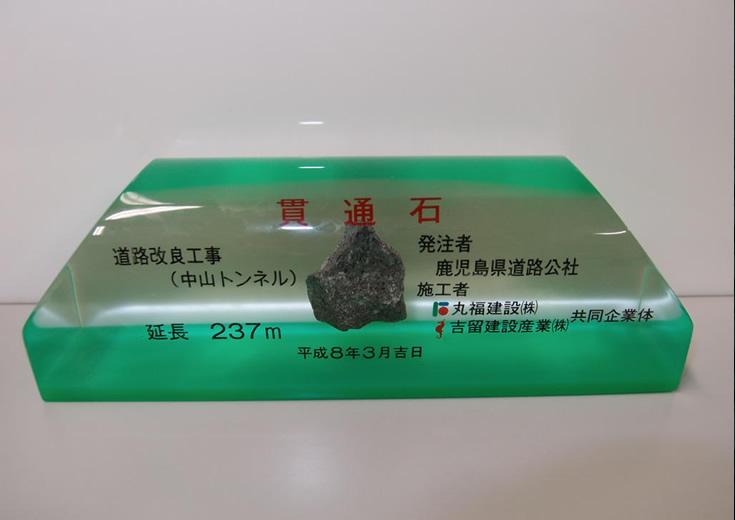 貫通石
道路改良工事
（中山トンネル）
延長 237m
発注者
鹿児島県道路公社
施工者
丸福建設㈱
吉留建設産業㈱
共同企業体
平成8年3月吉日